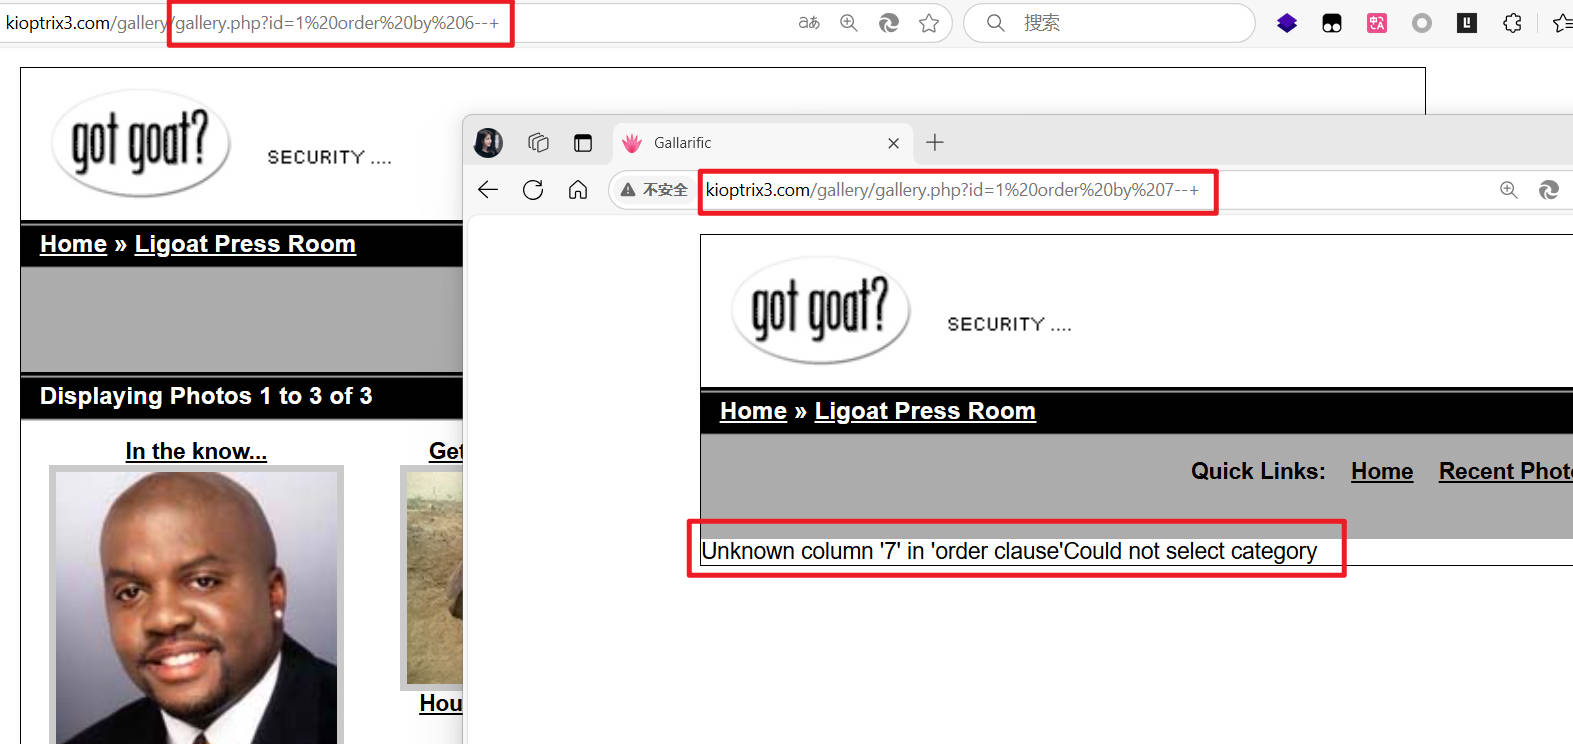 kioptrix3.com/gallery/gallery.php?id=1%20order%20by%206--+
aあ
搜索
got goat?
SECURITY ....
Home » Ligoat Press Room
Displaying Photos 1 to 3 of 3
In the know...
Get
Hou
Gallarific
不安全
kioptrix3.com/gallery/gallery.php?id=1%20order%20by%207--+
got goat?
SECURITY ....
Home » Ligoat Press Room
Quick Links: Home Recent Phot
Unknown column '7' in 'order clause'Could not select category